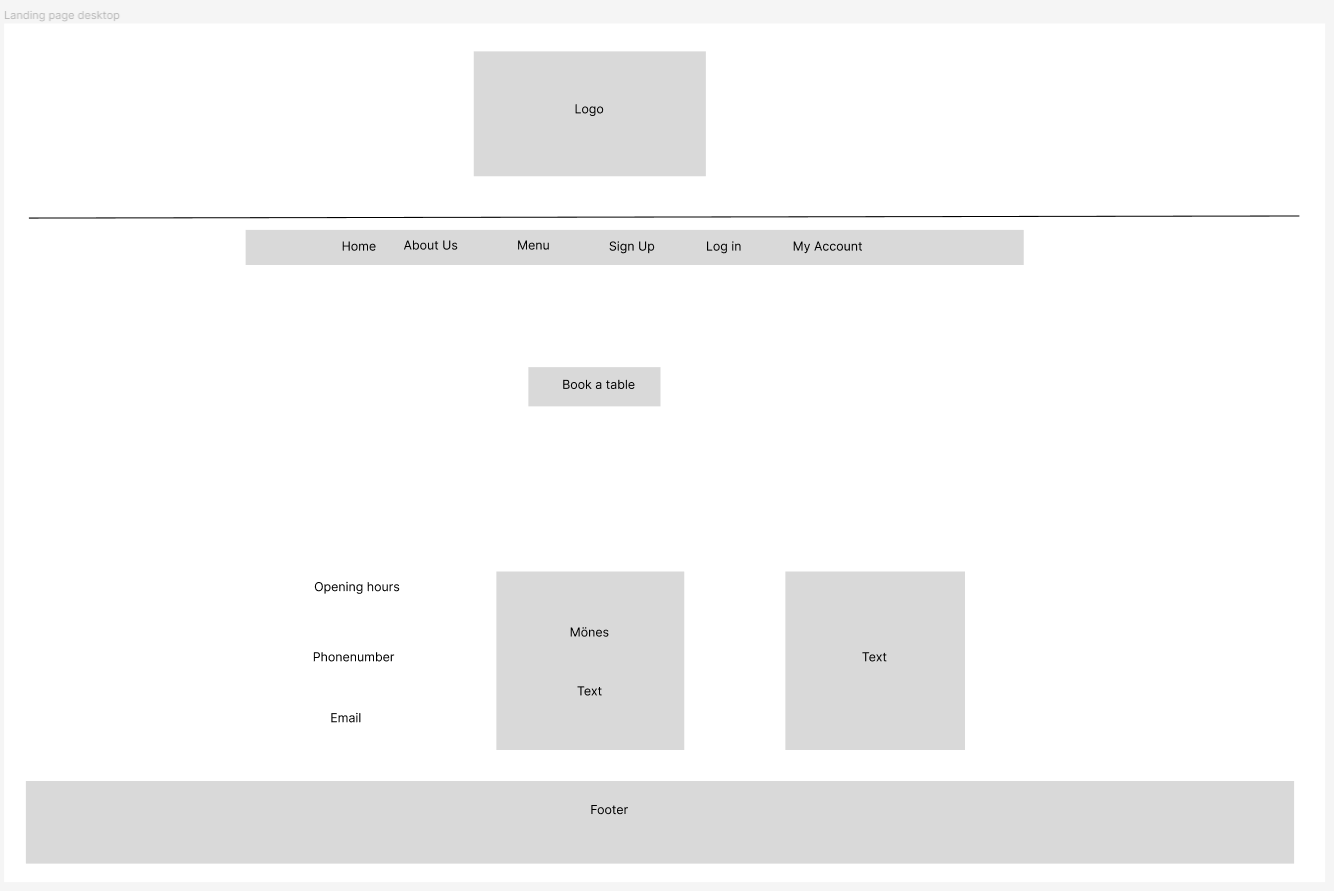 Landing page desktop
Logo
Home About Us Menu Sign Up Log in My Account
Book a table
Opening hours
Phonenumber
Email
Mönes
Text
Text
Footer